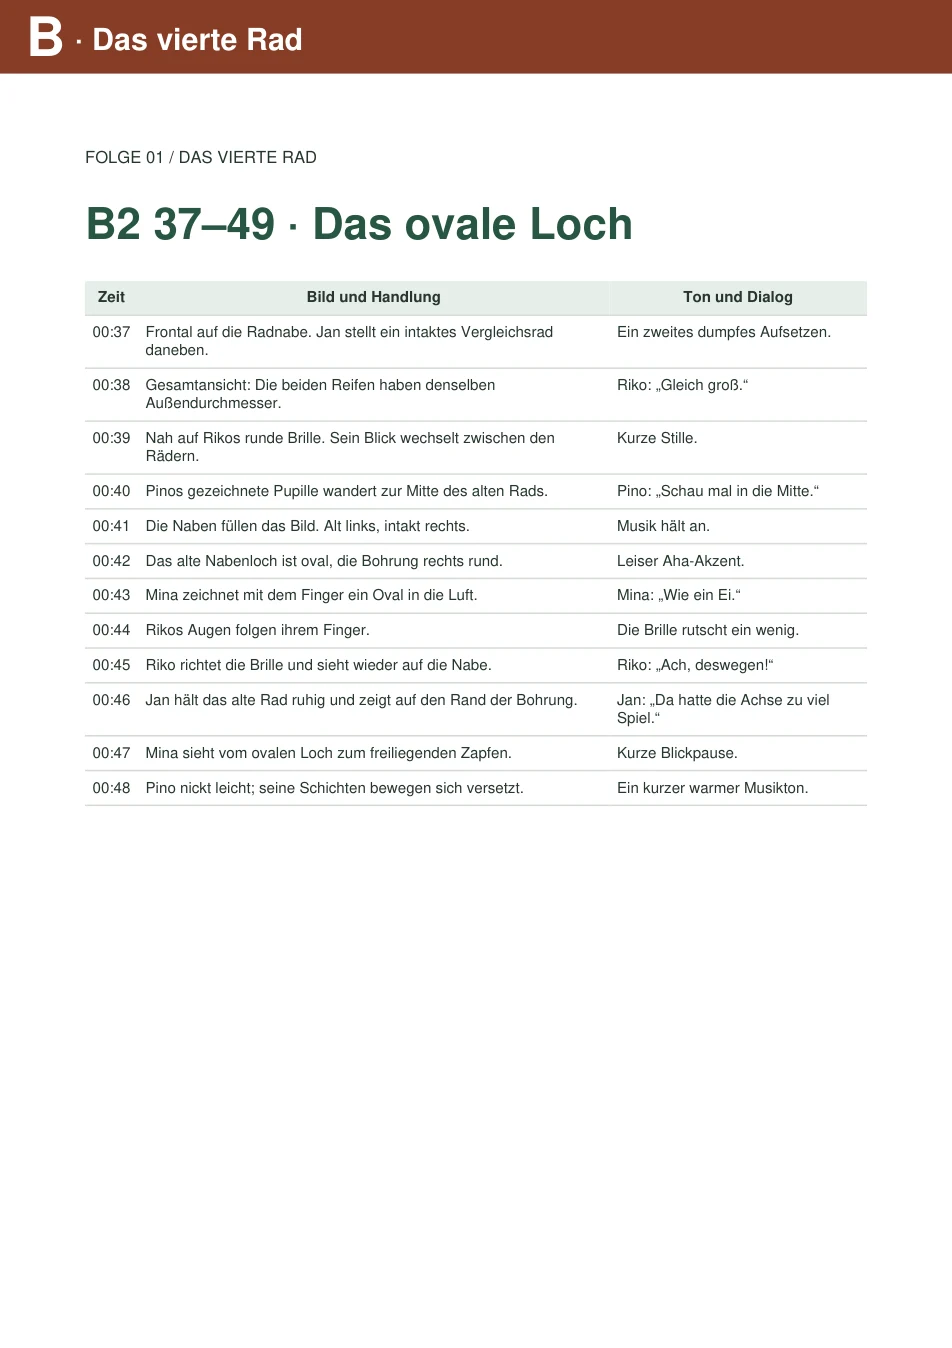 B · Das vierte Rad
FOLGE 01 / DAS VIERTE RAD
B2 37–49 · Das ovale Loch
Zeit Bild und Handlung Ton und Dialog
00:37 Frontal auf die Radnabe. Jan stellt ein intaktes Vergleichsrad Ein zweites dumpfes Aufsetzen.
daneben.
00:38 Gesamtansicht: Die beiden Reifen haben denselben Riko: „Gleich groß.“
Außendurchmesser.
00:39 Nah auf Rikos runde Brille. Sein Blick wechselt zwischen den Kurze Stille.
Rädern.
00:40 Pinos gezeichnete Pupille wandert zur Mitte des alten Rads. Pino: „Schau mal in die Mitte.“
00:41 Die Naben füllen das Bild. Alt links, intakt rechts. Musik hält an.
00:42 Das alte Nabenloch ist oval, die Bohrung rechts rund. Leiser Aha-Akzent.
00:43 Mina zeichnet mit dem Finger ein Oval in die Luft. Mina: „Wie ein Ei.“
00:44 Rikos Augen folgen ihrem Finger. Die Brille rutscht ein wenig.
00:45 Riko richtet die Brille und sieht wieder auf die Nabe. Riko: „Ach, deswegen!“
00:46 Jan hält das alte Rad ruhig und zeigt auf den Rand der Bohrung. Jan: „Da hatte die Achse zu viel
Spiel.“
00:47 Mina sieht vom ovalen Loch zum freiliegenden Zapfen. Kurze Blickpause.
00:48 Pino nickt leicht; seine Schichten bewegen sich versetzt. Ein kurzer warmer Musikton.